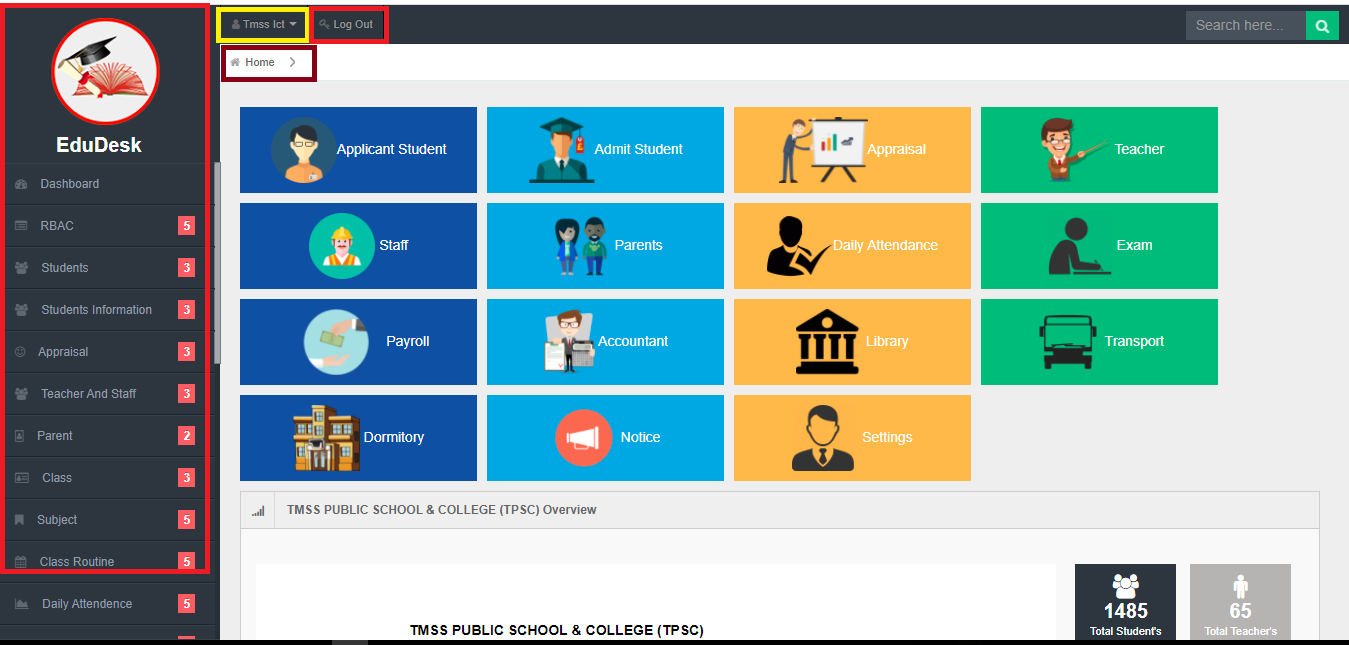 Tmss Ict
Log Out
Search here...
Home
EduDesk
Dashboard
RBAC 5
Students 3
Students Information 3
Appraisal 3
Teacher And Staff 3
Parent 2
Class 3
Subject 5
Class Routine 5
Daily Attendence 5
Applicant Student
Admit Student
Appraisal
Teacher
Staff
Parents
Daily Attendance
Exam
Payroll
Accountant
Library
Transport
Dormitory
Notice
Settings
TMSS PUBLIC SCHOOL & COLLEGE (TPSC) Overview
TMSS PUBLIC SCHOOL & COLLEGE (TPSC)
1485
Total Student's
65
Total Teacher's